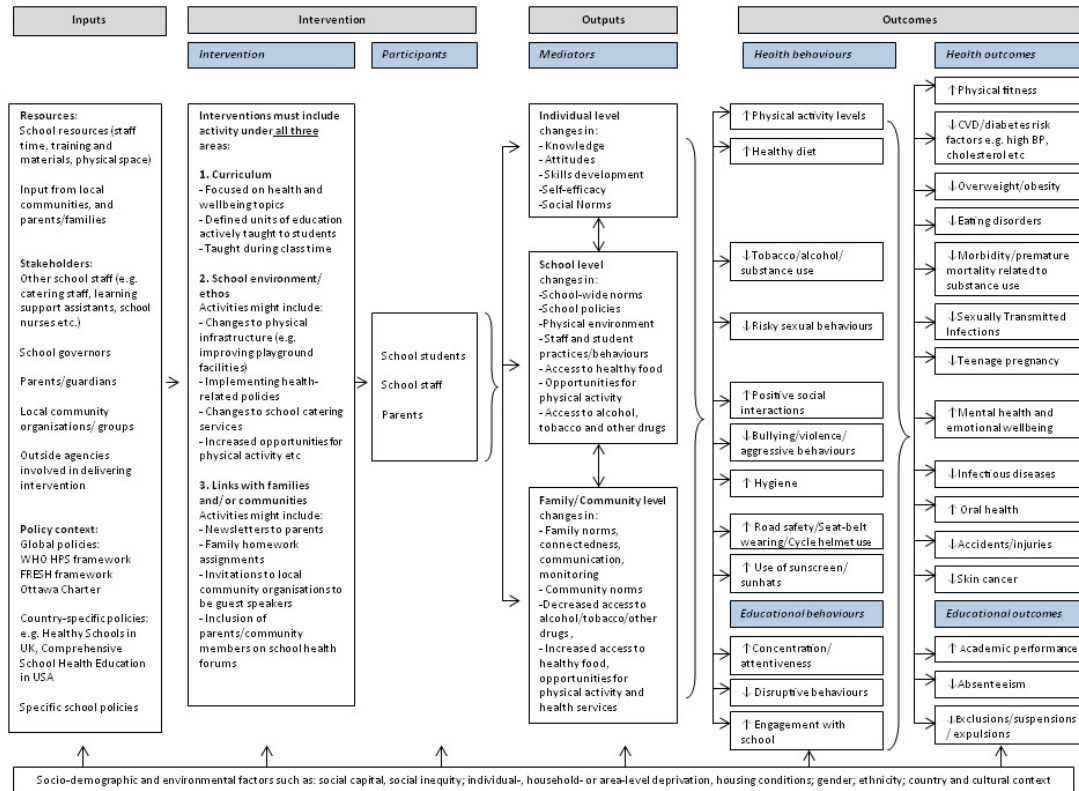 Inputs
Intervention
Outputs
Outcomes
Intervention
Participants
Mediators
Health behaviours
Health outcomes
Resources:
School resources (staff
time, training and
materials, physical space)
Input from local
communities, and
parents/families
Stakeholders:
Other school staff (e.g.
catering staff, learning
support assistants, school
nurses etc.)
School governors
Parents/guardians
Local community
organisations/ groups
Outside agencies
involved in delivering
intervention
Policy context:
Global policies:
WHO HPS framework
FRESH framework
Ottawa Charter
Country-specific policies:
e.g. Healthy Schools in
UK, Comprehensive
School Health Education
in USA
Specific school policies
Interventions must include
activity under all three
areas:
1. Curriculum
- Focused on health and
wellbeing topics
- Defined units of education
actively taught to students
- Taught during class time
2. School environment/
ethos
Activities might include:
- Changes to physical
infrastructure (e.g.
improving playground
facilities)
- Implementing health-
related policies
- Changes to school catering
services
- Increased opportunities for
physical activity etc
3. Links with families
and/or communities
Activities might include:
- Newsletters to parents
- Family homework
assignments
- Invitations to local
community organisations to
be guest speakers
- Inclusion of
parents/community
members on school health
forums
School students
School staff
Parents
Individual level
changes in:
- Knowledge
- Attitudes
- Skills development
-Self-efficacy
-Social Norms
School level
changes in:
-School-wide norms
-School policies
-Physical environment
- Staff and student
practices/behaviours
- Access to healthy food
- Opportunities for
physical activity
- Access to alcohol,
tobacco and other drugs
Family/Community level
changes in:
- Family norms,
connectedness,
communication,
monitoring
- Community norms
-Decreased access to
alcohol/tobacco/other
drugs ,
- Increased access to
healthy food,
opportunities for
physical activity and
health services
↑ Physical activity levels
↑ Healthy diet
↓ Tobacco/alcohol/
substance use
↓ Risky sexual behaviours
↑ Positive social
interactions
↓ Bullying/violence/
aggressive behaviours
↑ Hygiene
↑ Road safety/Seat-belt
wearing/Cycle helmet use
↑ Use of sunscreen/
sunhats
Educational behaviours
↑ Concentration/
attentiveness
↓ Disruptive behaviours
↑ Engagement with
school
↑ Physical fitness
↓ CVD/diabetes risk
factors e.g. high BP,
cholesterol etc
↓ Overweight/obesity
↓ Eating disorders
↓ Morbidity/premature
mortality related to
substance use
↓ Sexually Transmitted
Infections
↓ Teenage pregnancy
↑ Mental health and
emotional wellbeing
↓ Infectious diseases
↑ Oral health
↓ Accidents/injuries
↓ Skin cancer
Educational outcomes
↑ Academic performance
↓ Absenteeism
↓ Exclusions/suspensions
/ expulsions
Socio-demographic and environmental factors such as: social capital, social inequity; individual-, household- or area-level deprivation, housing conditions; gender; ethnicity; country and cultural context